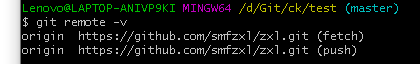 Lenovo@LAPTOP-ANIVP9KI MINGW64 /d/Git/ck/test (master)
$ git remote -v
origin  https://github.com/smfzxl/zxl.git (fetch)
origin  https://github.com/smfzxl/zxl.git (push)